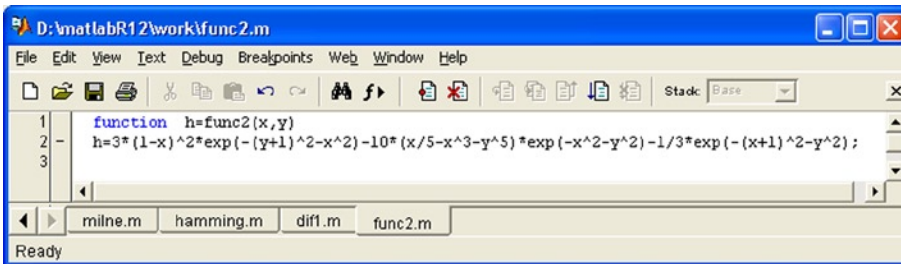 D:\matlabR12\work\func2.m
File Edit View Text Debug Breakpoints Web Window Help
Stack: Base
1 function h=func2(x,y)
2 - h=3*(1-x)^2*exp(-(y+1)^2-x^2)-10*(x/5-x^3-y^5)*exp(-x^2-y^2)-1/3*exp(-(x+1)^2-y^2);
3
milne.m hamming.m dif1.m func2.m
Ready